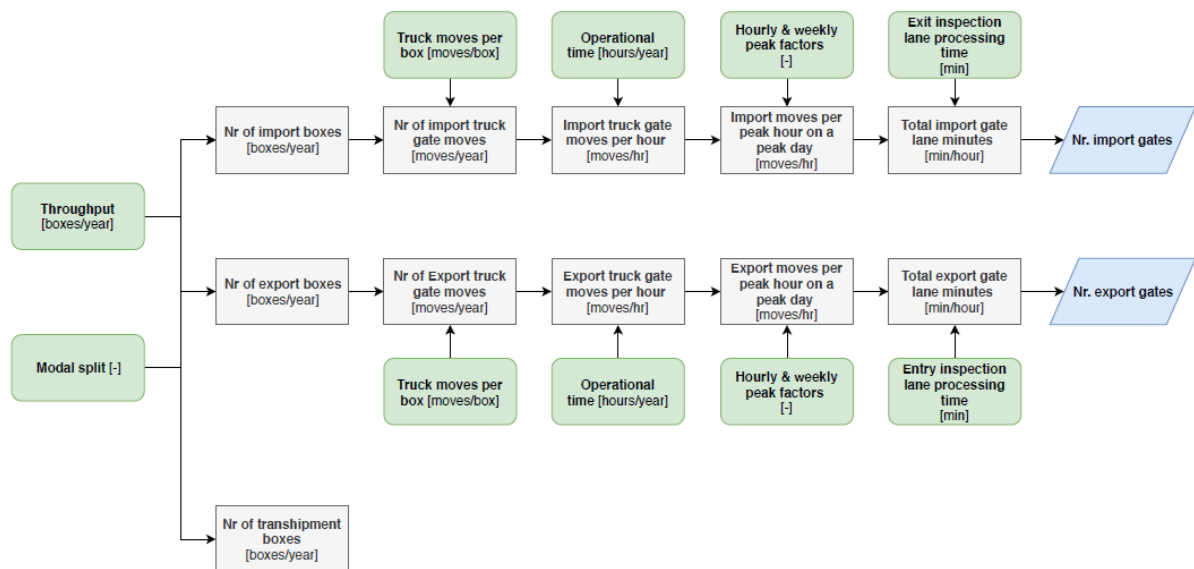 Truck moves per
box [moves/box]
Operational
time [hours/year]
Hourly & weekly
peak factors
[-]
Exit inspection
lane processing
time
[min]
Nr of import boxes
[boxes/year]
Nr of import truck
gate moves
[moves/year]
Import truck gate
moves per hour
[moves/hr]
Import moves per
peak hour on a
peak day
[moves/hr]
Total import gate
lane minutes
[min/hour]
Nr. import gates
Throughput
[boxes/year]
Nr of export boxes
[boxes/year]
Nr of Export truck
gate moves
[moves/year]
Export truck gate
moves per hour
[moves/hr]
Export moves per
peak hour on a
peak day
[moves/hr]
Total export gate
lane minutes
[min/hour]
Nr. export gates
Modal split [-]
Truck moves per
box [moves/box]
Operational
time [hours/year]
Hourly & weekly
peak factors
[-]
Entry inspection
lane processing
time
[min]
Nr of transhipment
boxes
[boxes/year]